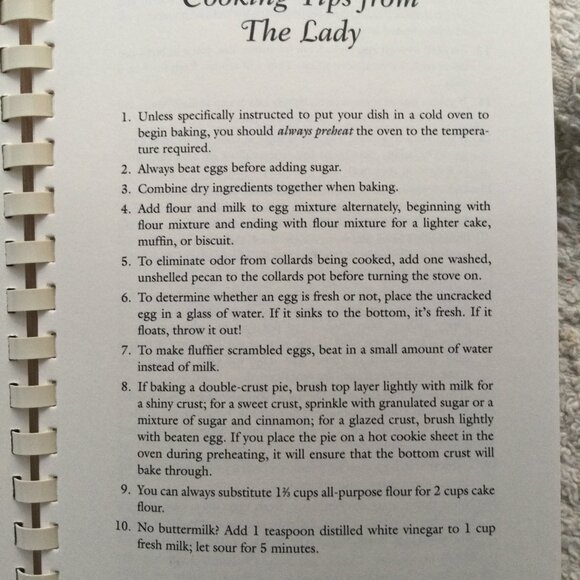 Cooking Tips from
The Lady
1. Unless specifically instructed to put your dish in a cold oven to
begin baking, you should always preheat the oven to the tempera-
ture required.
2. Always beat eggs before adding sugar.
3. Combine dry ingredients together when baking.
4. Add flour and milk to egg mixture alternately, beginning with
flour mixture and ending with flour mixture for a lighter cake,
muffin, or biscuit.
5. To eliminate odor from collards being cooked, add one washed,
unshelled pecan to the collards pot before turning the stove on.
6. To determine whether an egg is fresh or not, place the uncracked
egg in a glass of water. If it sinks to the bottom, it's fresh. If it
floats, throw it out!
7. To make fluffier scrambled eggs, beat in a small amount of water
instead of milk.
8. If baking a double-crust pie, brush top layer lightly with milk for
a shiny crust; for a sweet crust, sprinkle with granulated sugar or a
mixture of sugar and cinnamon; for a glazed crust, brush lightly
with beaten egg. If you place the pie on a hot cookie sheet in the
oven during preheating, it will ensure that the bottom crust will
bake through.
9. You can always substitute 1¾ cups all-purpose flour for 2 cups cake
flour.
10. No buttermilk? Add 1 teaspoon distilled white vinegar to 1 cup
fresh milk; let sour for 5 minutes.